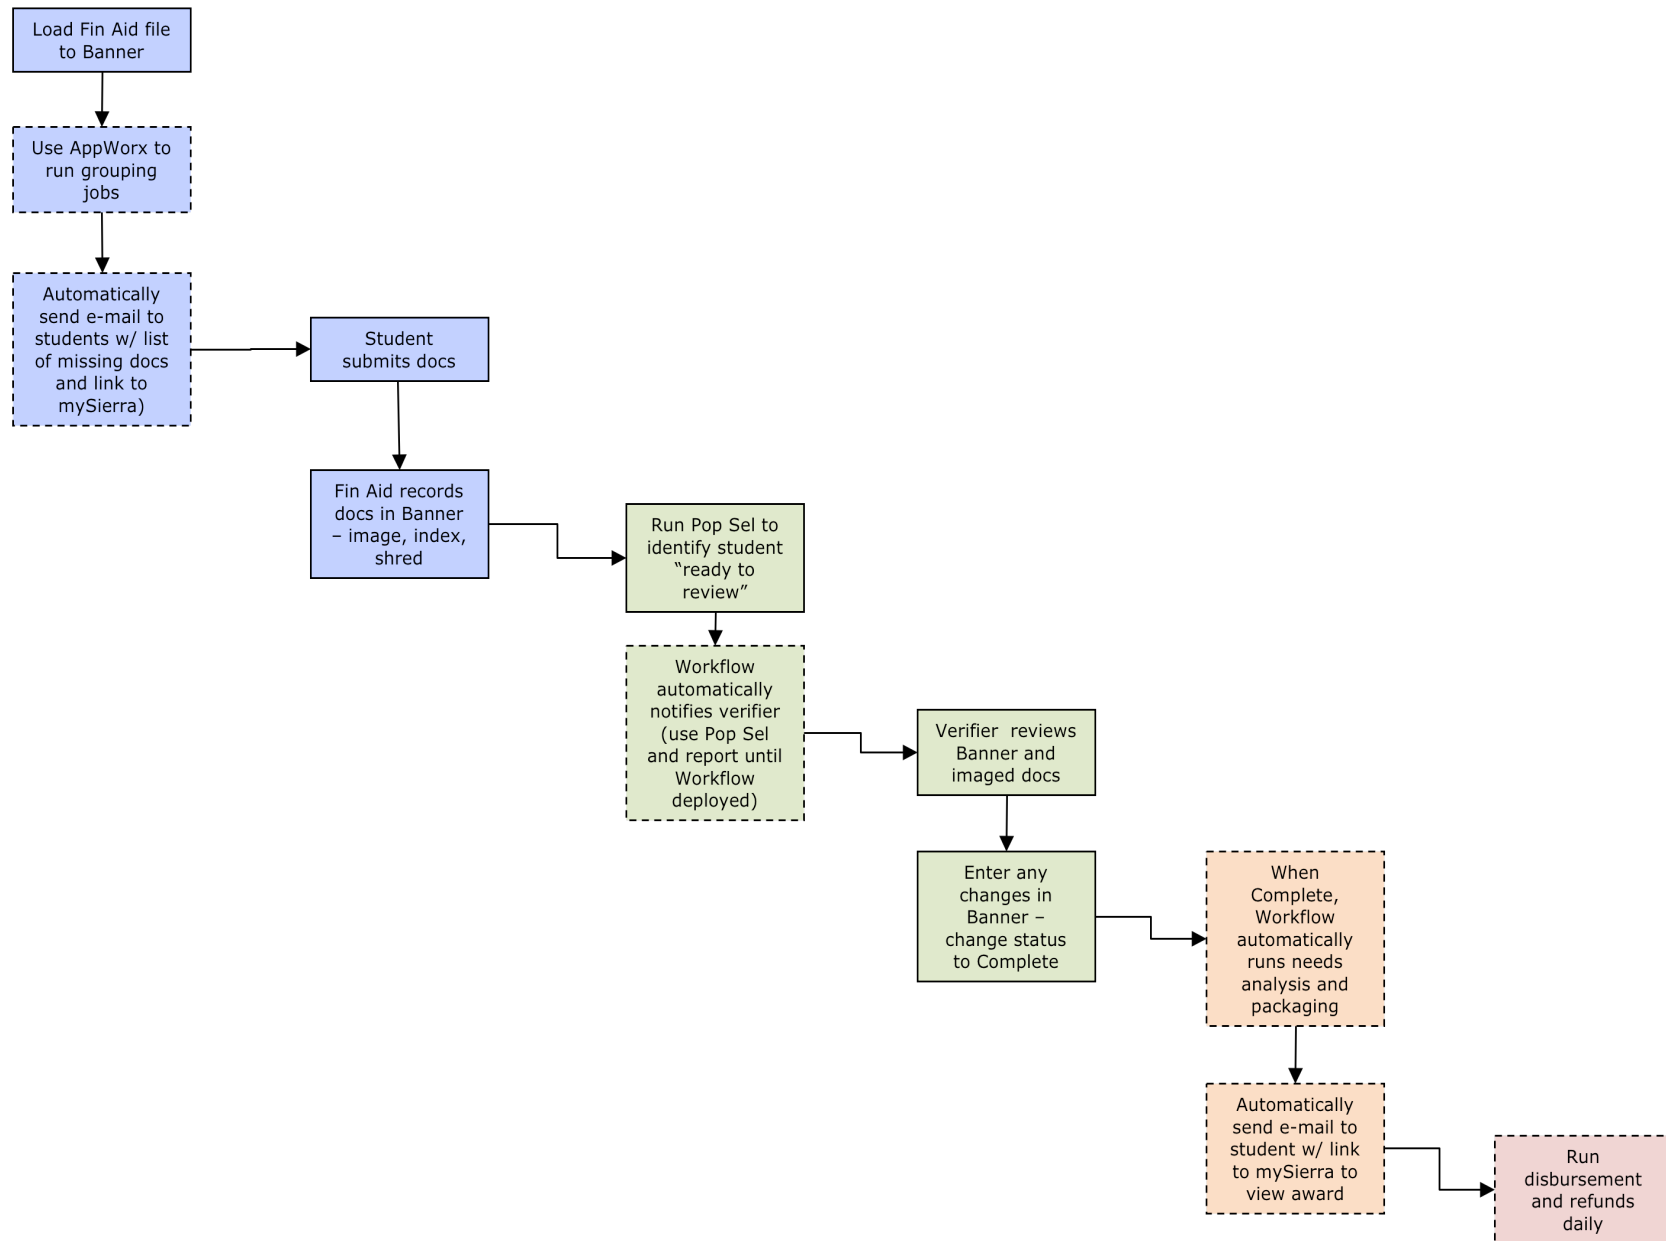 Load Fin Aid file
to Banner
Use AppWorx to
run grouping
jobs
Automatically
send e-mail to
students w/ list
of missing docs
and link to
mySierra)
Student
submits docs
Fin Aid records
docs in Banner
– image, index,
shred
Run Pop Sel to
identify student
“ready to
review”
Workflow
automatically
notifies verifier
(use Pop Sel
and report until
Workflow
deployed)
Verifier  reviews
Banner and
imaged docs
Enter any
changes in
Banner –
change status
to Complete
When
Complete,
Workflow
automatically
runs needs
analysis and
packaging
Automatically
send e-mail to
student w/ link
to mySierra to
view award
Run
disbursement
and refunds
daily